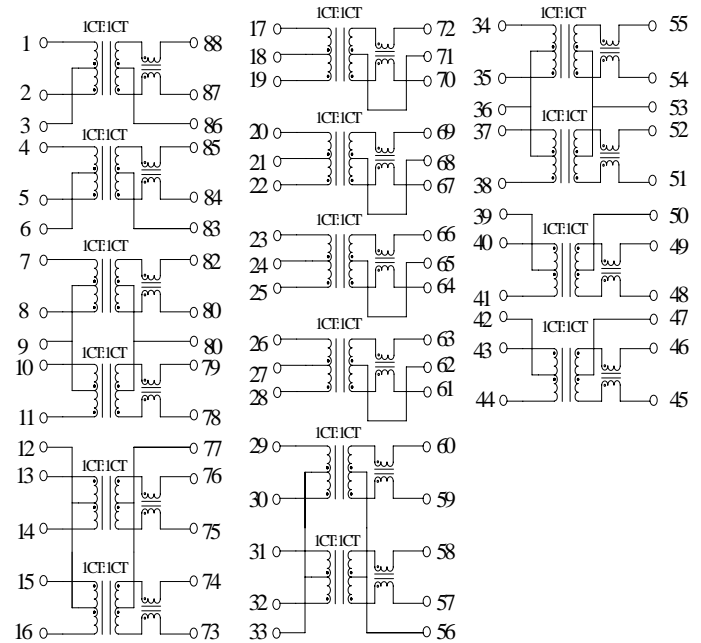 1CT:1CT
1 88
2 87
3 86
1CT:1CT
4 85
5 84
6 83
1CT:1CT
7 82
8 80
9 80
1CT:1CT
10 79
11 78
12 77
1CT:1CT
13 76
14 75
1CT:1CT
15 74
16 73
1CT:1CT
17 72
18 71
19 70
1CT:1CT
20 69
21 68
22 67
1CT:1CT
23 66
24 65
25 64
1CT:1CT
26 63
27 62
28 61
1CT:1CT
29 60
30 59
1CT:1CT
31 58
32 57
33 56
1CT:1CT
34 55
35 54
36 53
1CT:1CT
37 52
38 51
39 50
1CT:1CT
40 49
41 48
42 47
1CT:1CT
43 46
44 45